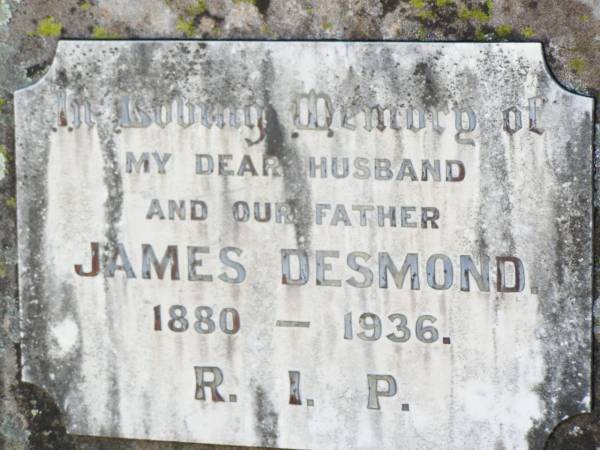 In Loving Memory of
MY DEAR HUSBAND
AND OUR FATHER
JAMES DESMOND.
1880 — 1936.
R. I. P.